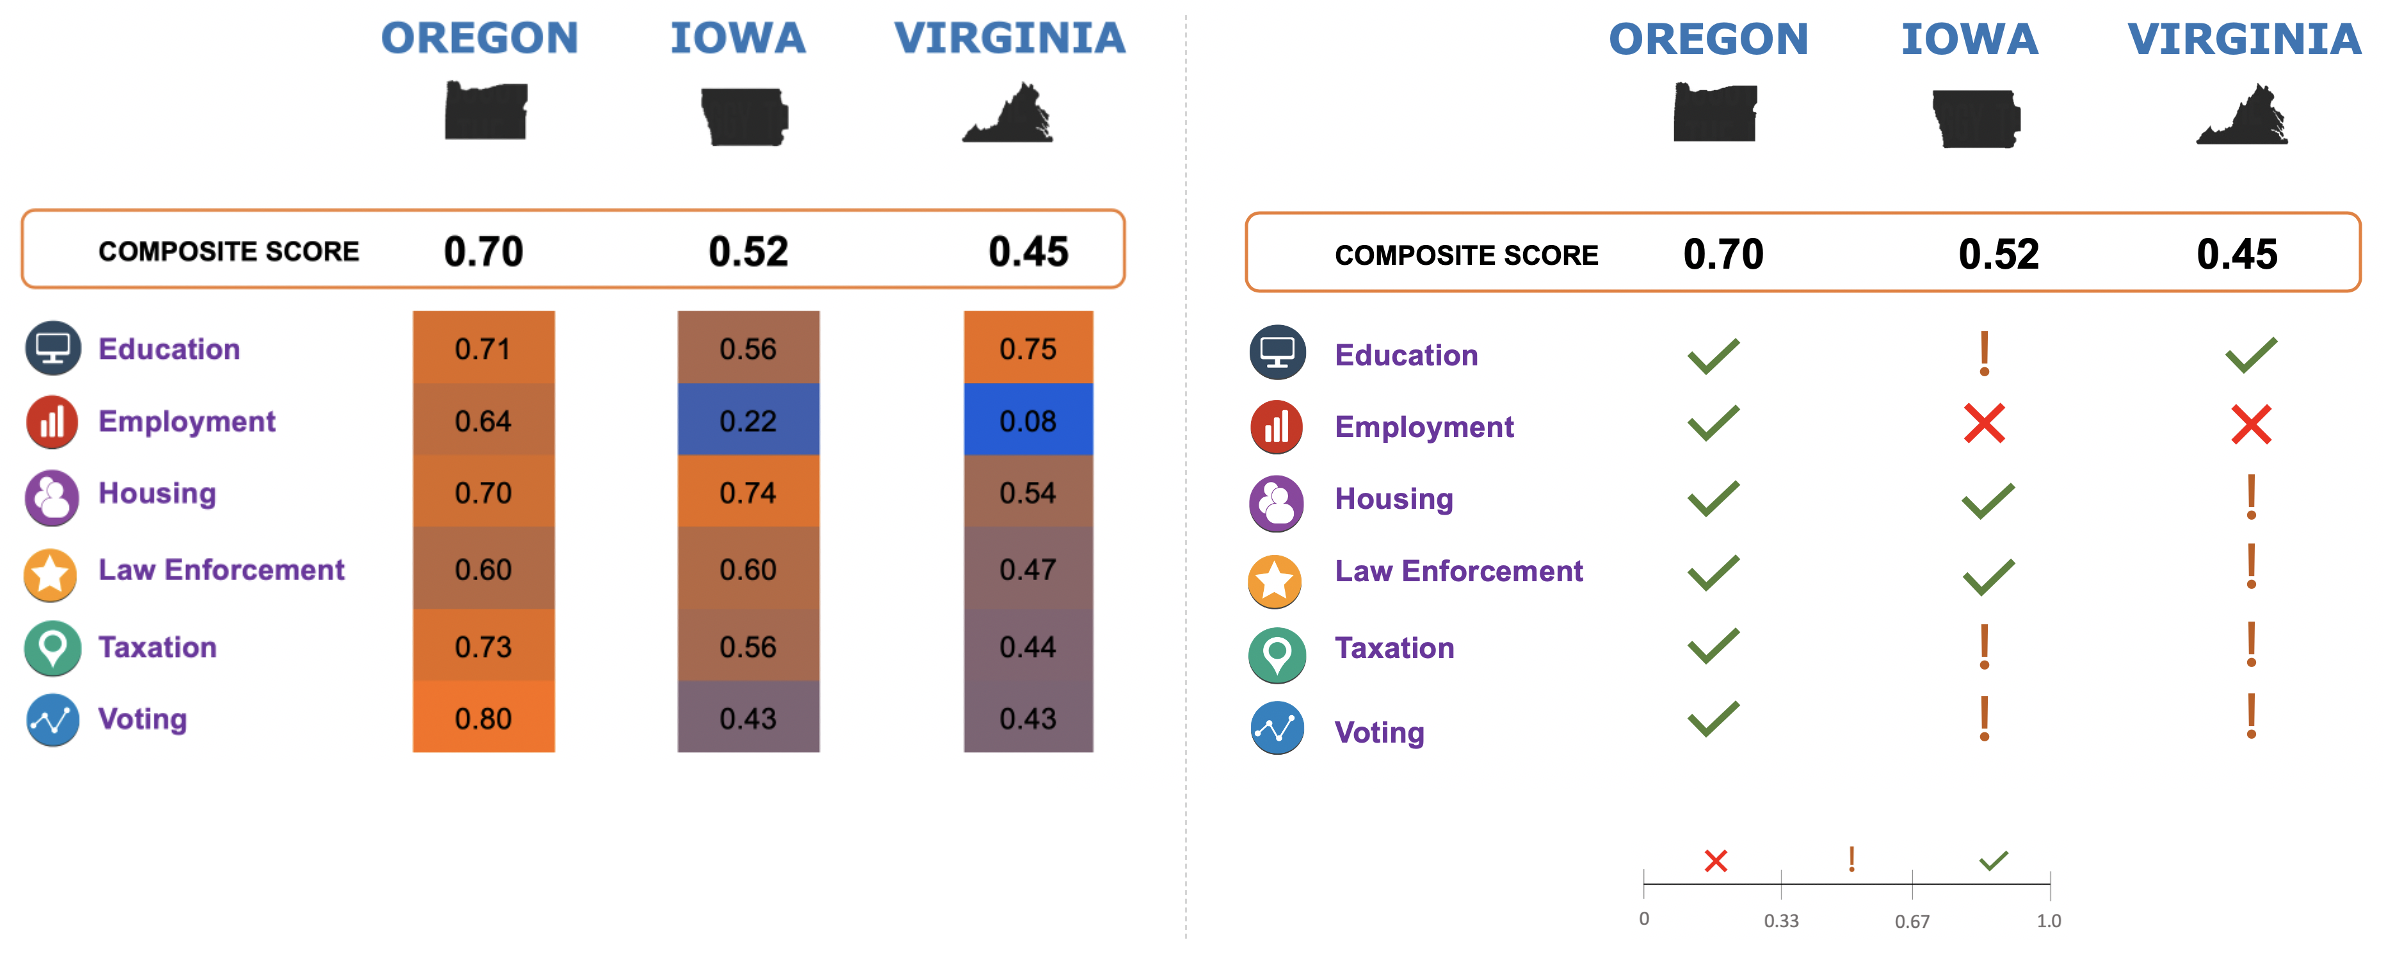 OREGON IOWA VIRGINIA
COMPOSITE SCORE 0.70 0.52 0.45
Education 0.71 0.56 0.75
Employment 0.64 0.22 0.08
Housing 0.70 0.74 0.54
Law Enforcement 0.60 0.60 0.47
Taxation 0.73 0.56 0.44
Voting 0.80 0.43 0.43
OREGON IOWA VIRGINIA
COMPOSITE SCORE 0.70 0.52 0.45
Education ✓ ! ✓
Employment ✓ ✕ ✕
Housing ✓ ✓ !
Law Enforcement ✓ ✓ !
Taxation ✓ ! !
Voting ✓ ! !
✕ ! ✓
0 0.33 0.67 1.0